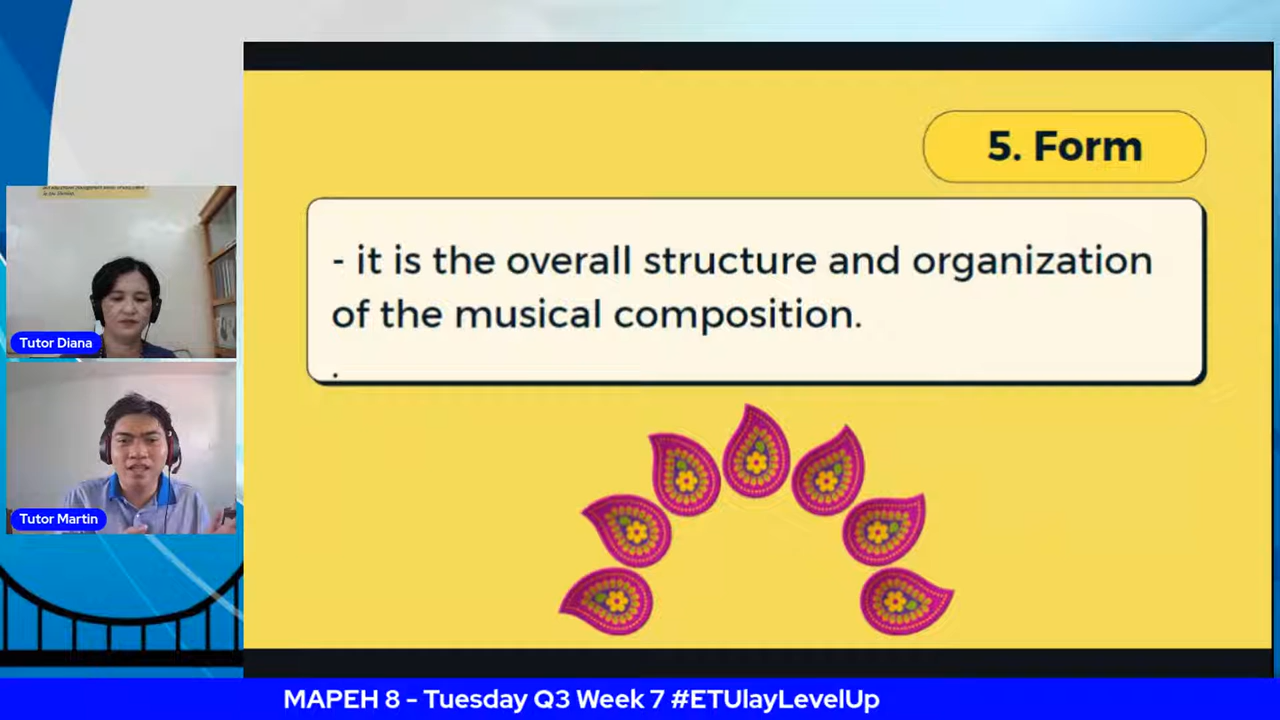 5. Form
- it is the overall structure and organization
of the musical composition.
.
Tutor Diana
Tutor Martin
MAPEH 8 - Tuesday Q3 Week 7 #ETUlayLevelUp